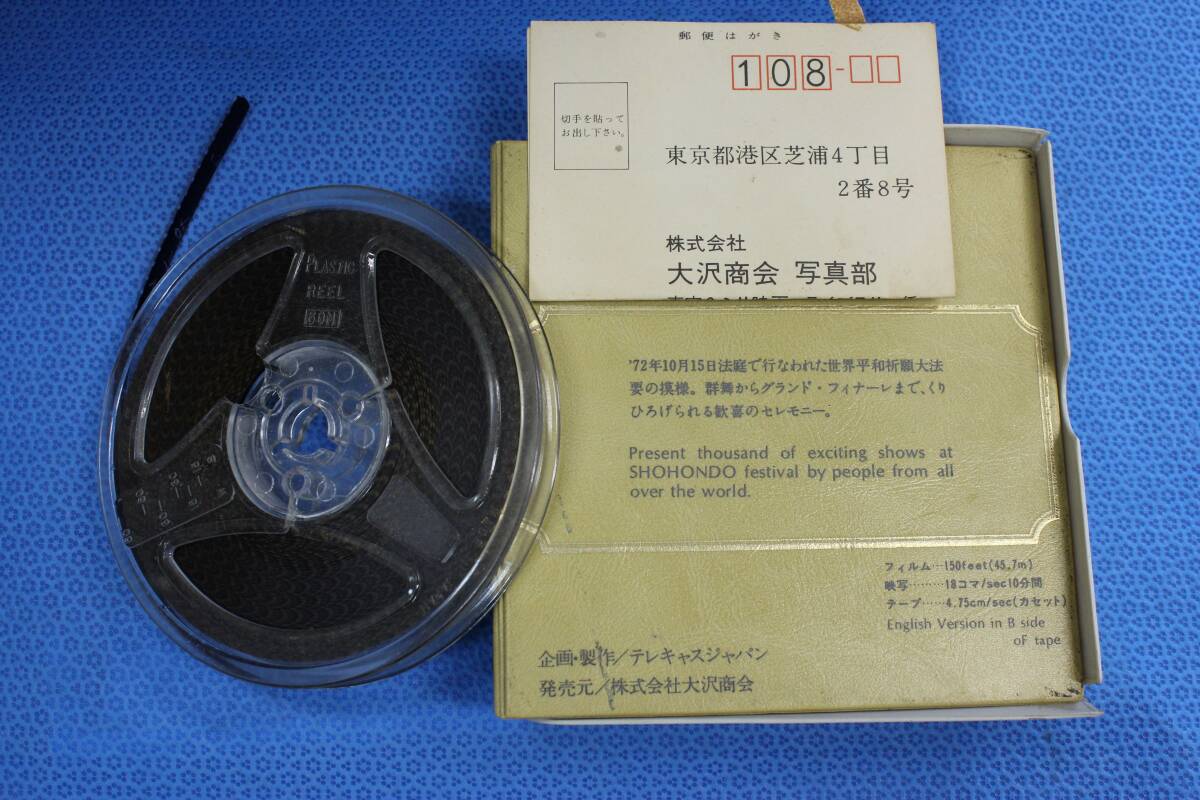 郵便はがき
108-
切手を貼って
お出し下さい。
東京都港区芝浦4丁目
2番8号
株式会社
大沢商会 写真部
PLASTIC
REEL
60M
'72年10月15日法庭で行なわれた世界平和祈願大法
要の摸様。群舞からグランド・フィナーレまで、くり
ひろげられる歓喜のセレモニー。
Present thousand of exciting shows at
SHOHONDO festival by people from all
over the world.
フィルム…150feet(45.7m)
映写………18コマ/sec10分間
テープ……4.75cm/sec(カセット)
English Version in B side
oF tape
企画・製作/テレキャスジャパン
発売元/株式会社大沢商会